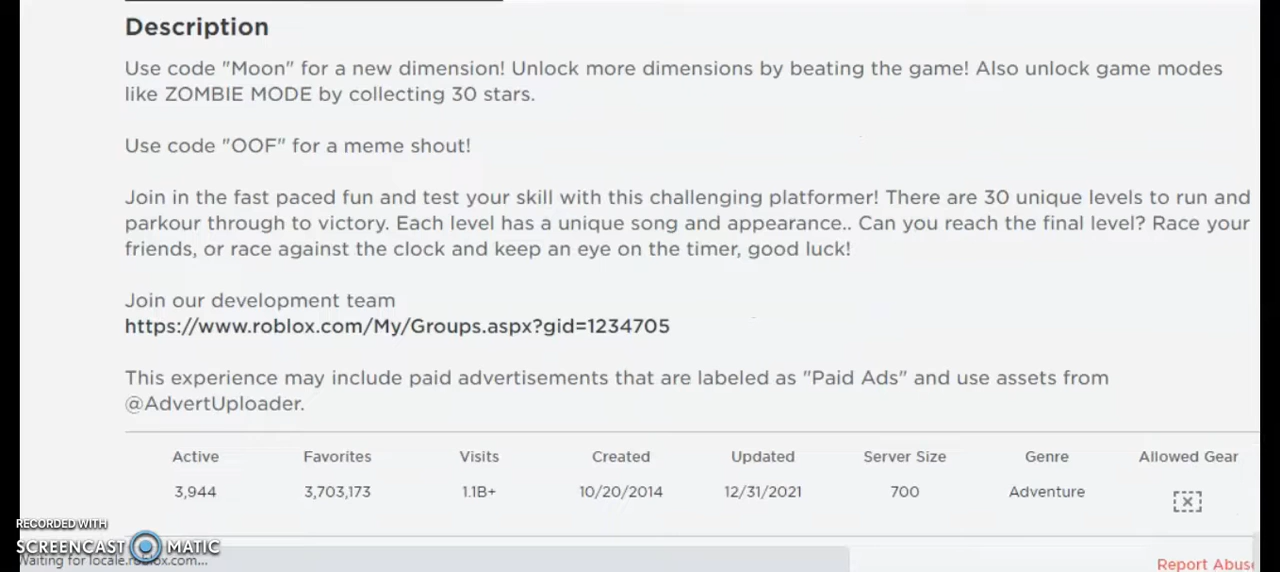 Description
Use code "Moon" for a new dimension! Unlock more dimensions by beating the game! Also unlock game modes
like ZOMBIE MODE by collecting 30 stars.
Use code "OOF" for a meme shout!
Join in the fast paced fun and test your skill with this challenging platformer! There are 30 unique levels to run and
parkour through to victory. Each level has a unique song and appearance.. Can you reach the final level? Race your
friends, or race against the clock and keep an eye on the timer, good luck!
Join our development team
https://www.roblox.com/My/Groups.aspx?gid=1234705
This experience may include paid advertisements that are labeled as "Paid Ads" and use assets from
@AdvertUploader.
Active Favorites Visits Created Updated Server Size Genre Allowed Gear
3,944 3,703,173 1.1B+ 10/20/2014 12/31/2021 700 Adventure
RECORDED WITH
SCREENCAST MATIC
Waiting for locale.roblox.com...
Report Abuse